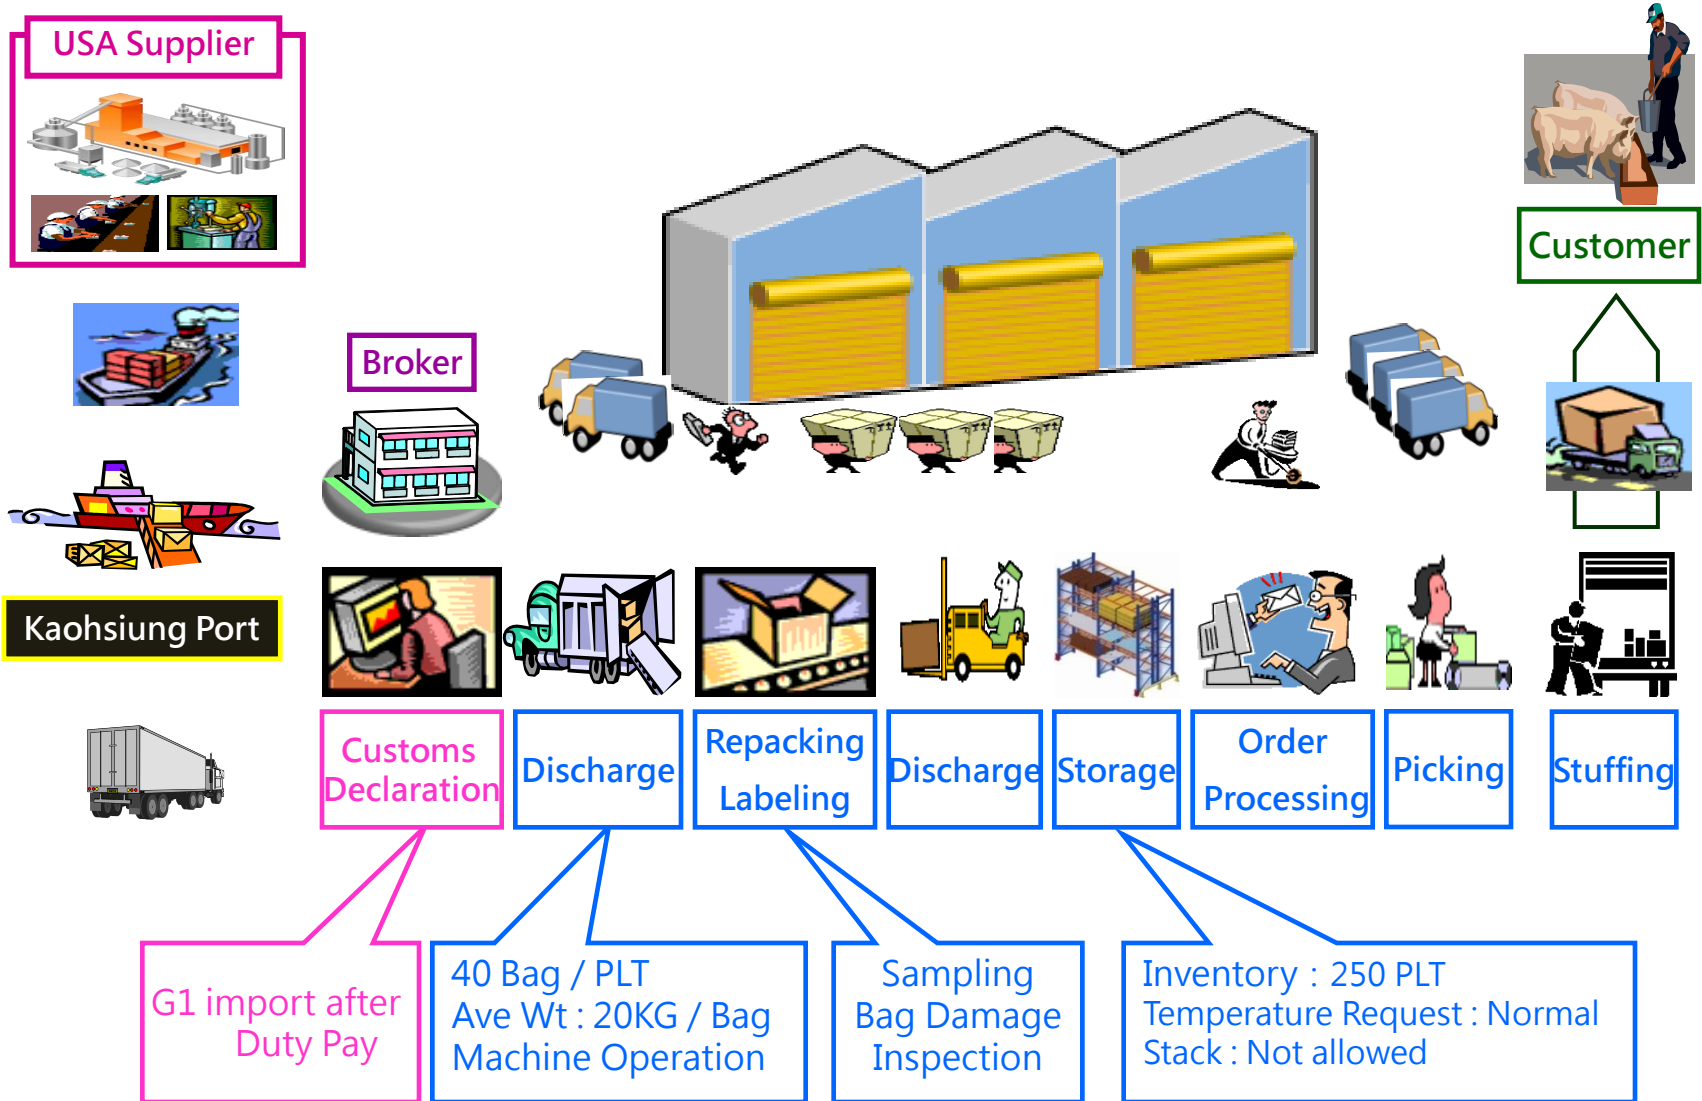 USA Supplier
Customer
Broker
Kaohsiung Port
Customs
Declaration
Discharge
Repacking
Labeling
Discharge
Storage
Order
Processing
Picking
Stuffing
G1 import after
Duty Pay
40 Bag / PLT
Ave Wt : 20KG / Bag
Machine Operation
Sampling
Bag Damage
Inspection
Inventory : 250 PLT
Temperature Request : Normal
Stack : Not allowed